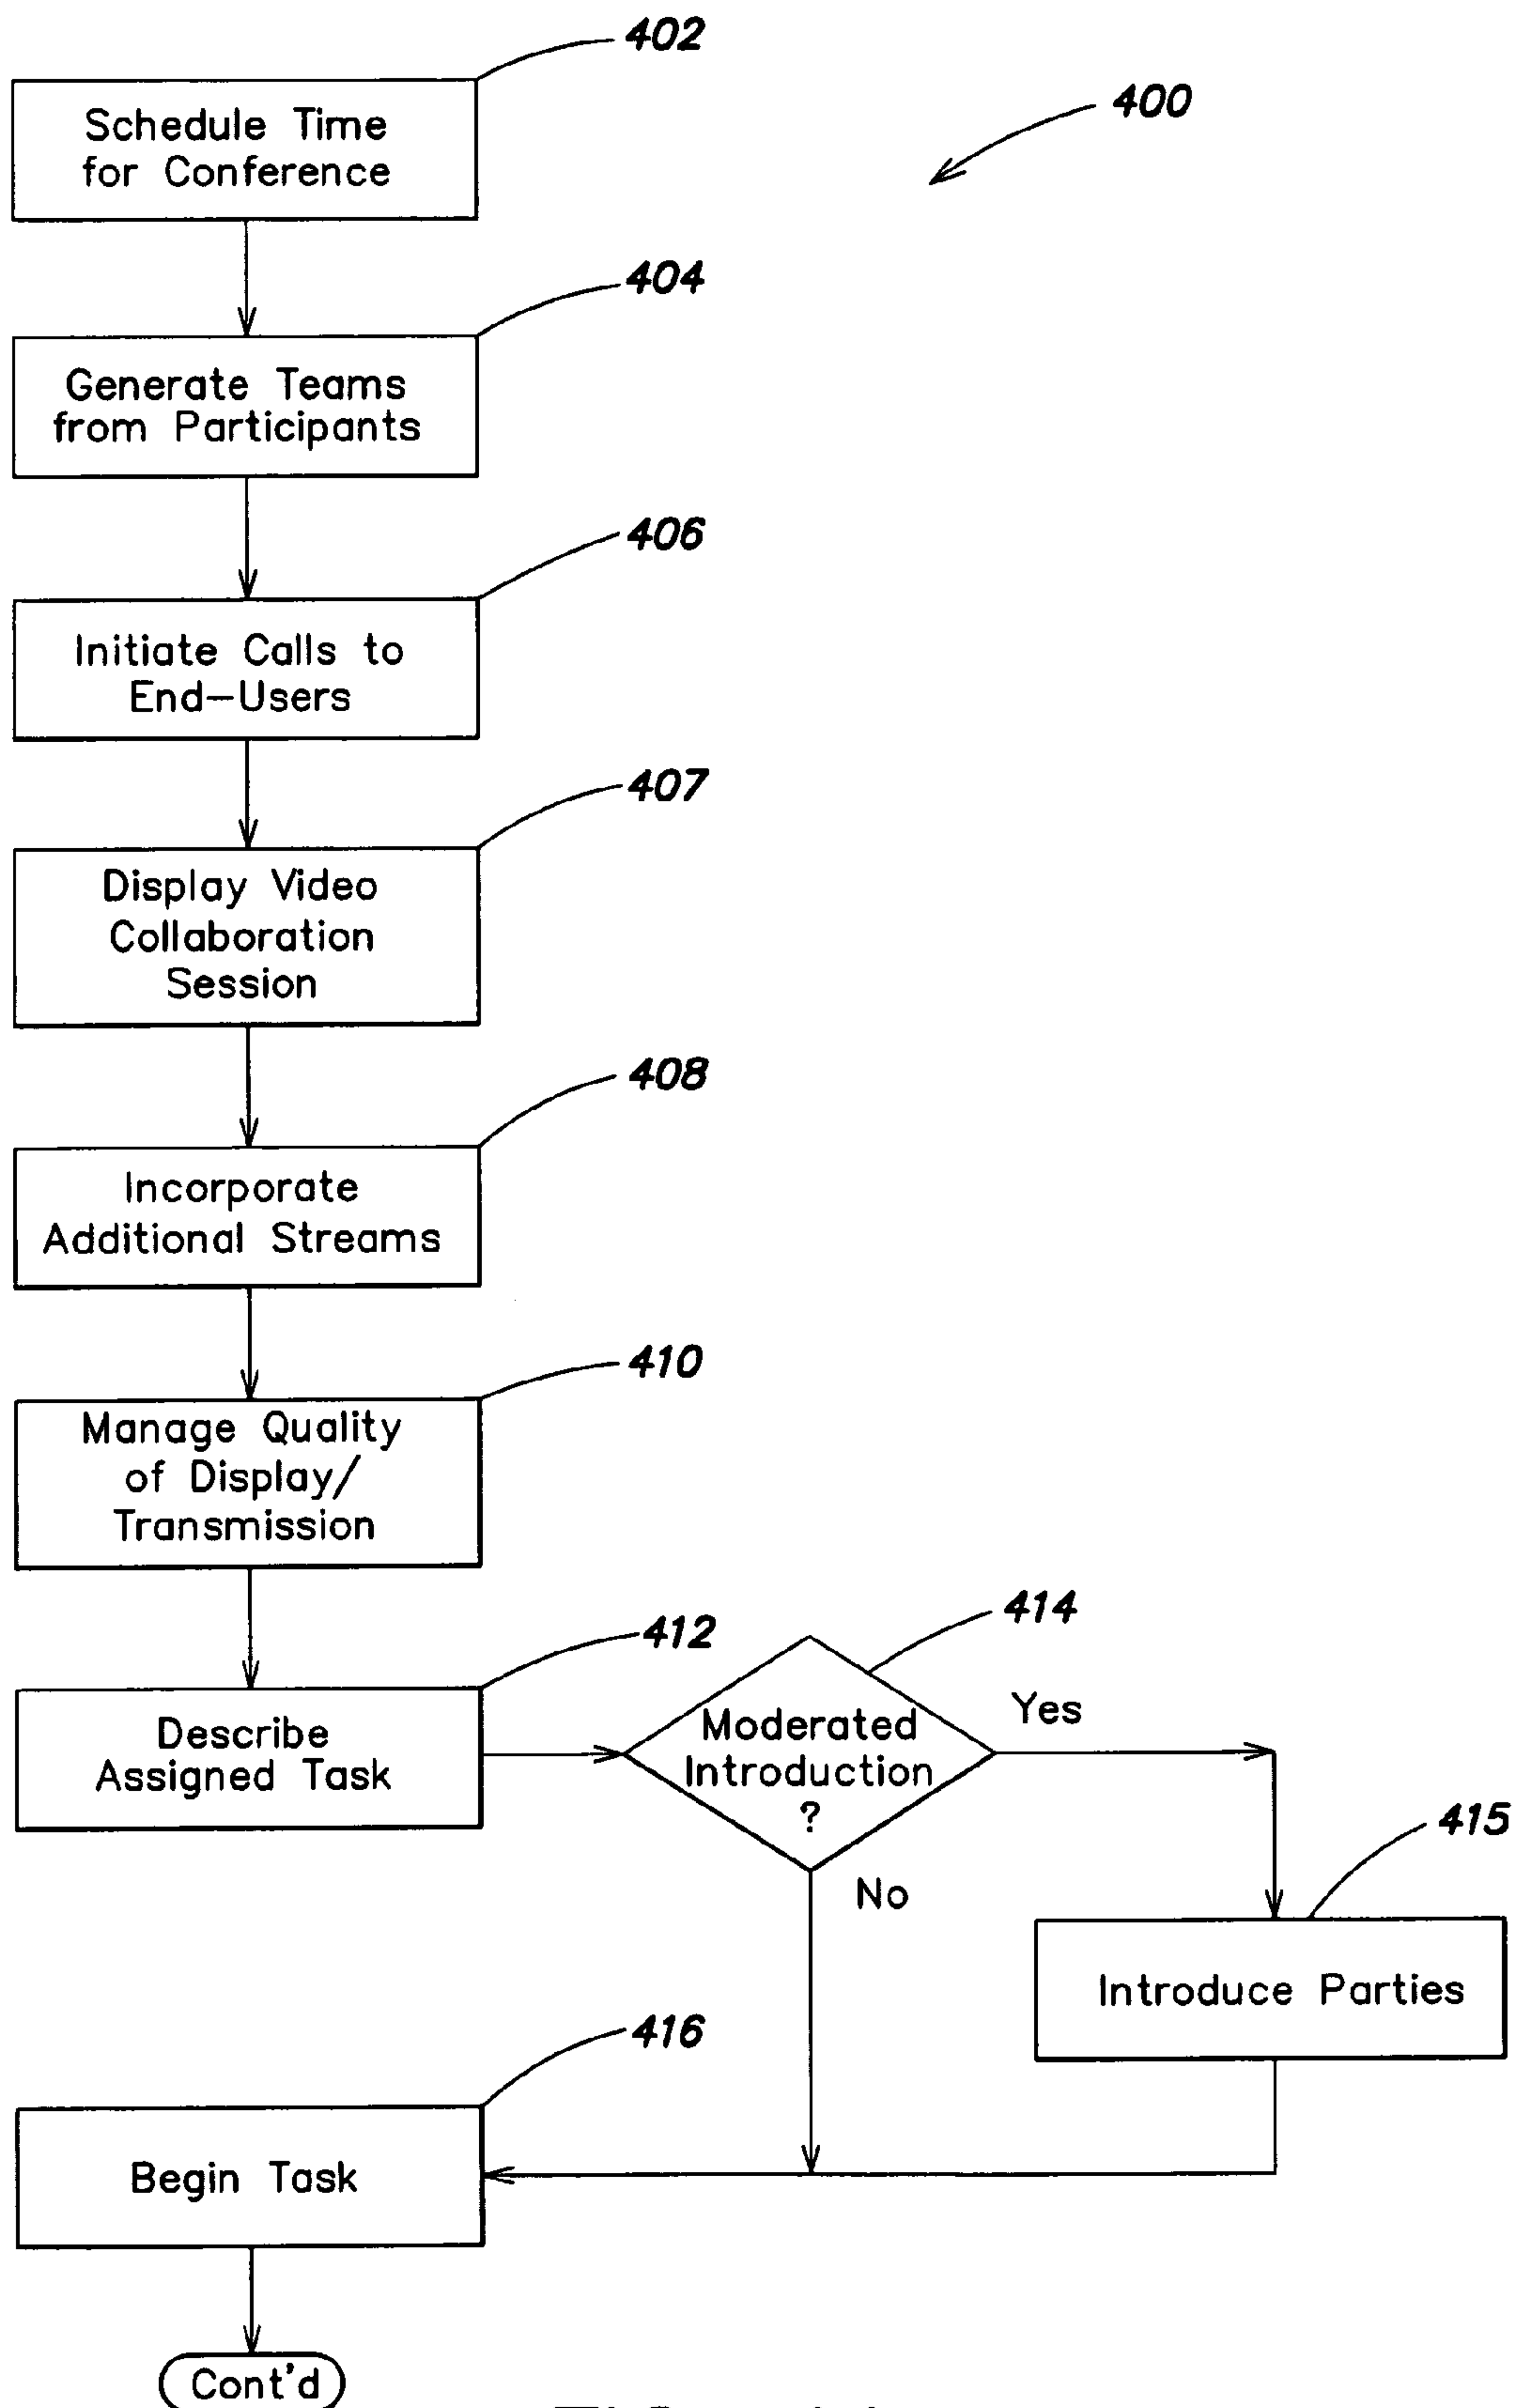 402
400
Schedule Time
for Conference
404
Generate Teams
from Participants
406
Initiate Calls to
End-Users
407
Display Video
Collaboration
Session
408
Incorporate
Additional Streams
410
Manage Quality
of Display/
Transmission
412
414
Describe
Assigned Task
Moderated
Introduction
?
Yes
No
415
Introduce Parties
416
Begin Task
Cont'd